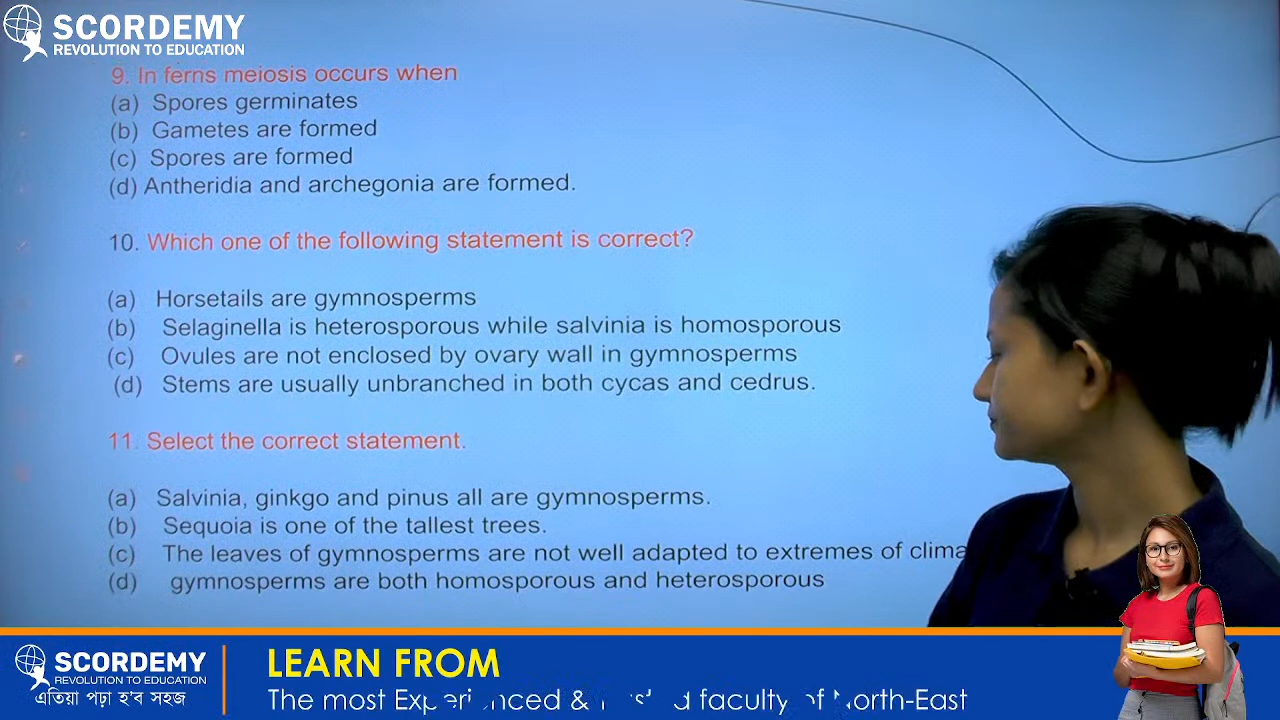 SCORDEMY
REVOLUTION TO EDUCATION
9. In ferns meiosis occurs when
(a) Spores germinates
(b) Gametes are formed
(c) Spores are formed
(d) Antheridia and archegonia are formed.
10. Which one of the following statement is correct?
(a) Horsetails are gymnosperms
(b) Selaginella is heterosporous while salvinia is homosporous
(c) Ovules are not enclosed by ovary wall in gymnosperms
(d) Stems are usually unbranched in both cycas and cedrus.
11. Select the correct statement.
(a) Salvinia, ginkgo and pinus all are gymnosperms.
(b) Sequoia is one of the tallest trees.
(c) The leaves of gymnosperms are not well adapted to extremes of clima
(d) gymnosperms are both homosporous and heterosporous
SCORDEMY
REVOLUTION TO EDUCATION
এতিয়া পঢ়া হ'ব সহজ
LEARN FROM
The most & faculty